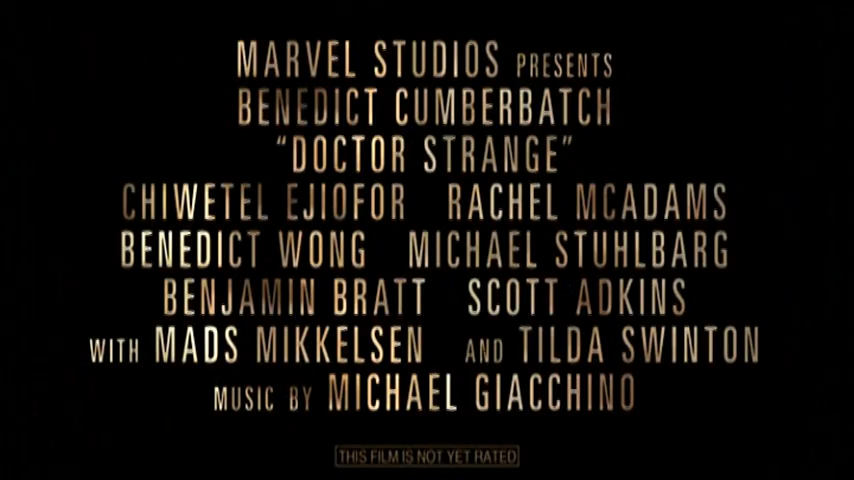 MARVEL STUDIOS PRESENTS
BENEDICT CUMBERBATCH
“DOCTOR STRANGE”
CHIWETEL EJIOFOR RACHEL MCADAMS
BENEDICT WONG MICHAEL STUHLBARG
BENJAMIN BRATT SCOTT ADKINS
WITH MADS MIKKELSEN AND TILDA SWINTON
MUSIC BY MICHAEL GIACCHINO
THIS FILM IS NOT YET RATED